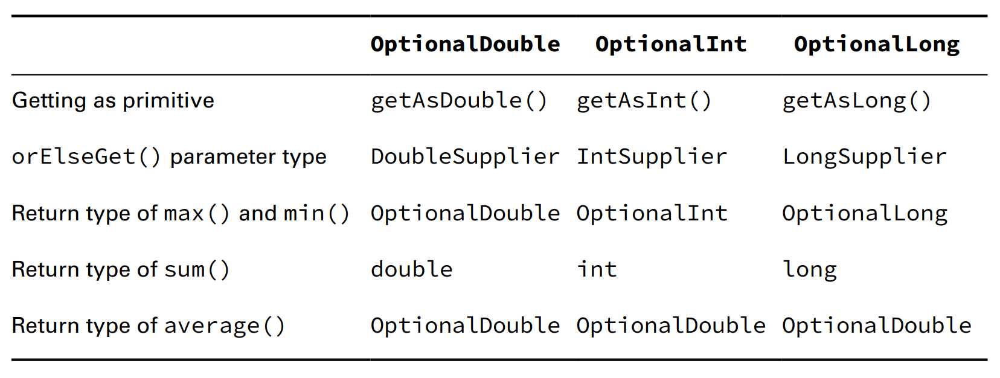 OptionalDouble OptionalInt OptionalLong
Getting as primitive getAsDouble() getAsInt() getAsLong()
orElseGet() parameter type DoubleSupplier IntSupplier LongSupplier
Return type of max() and min() OptionalDouble OptionalInt OptionalLong
Return type of sum() double int long
Return type of average() OptionalDouble OptionalDouble OptionalDouble